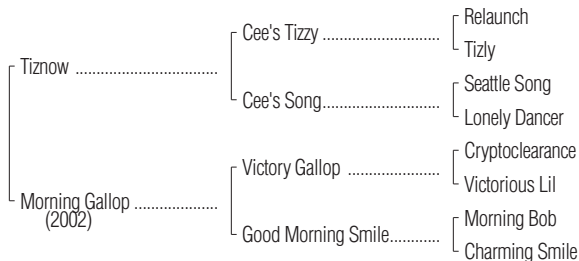 Relaunch
Cee's Tizzy ........................
Tizly
Tiznow .............................
Seattle Song
Cee's Song........................
Lonely Dancer
Cryptoclearance
Victory Gallop ...................
Victorious Lil
Morning Gallop .................
(2002)
Morning Bob
Good Morning Smile..........
Charming Smile